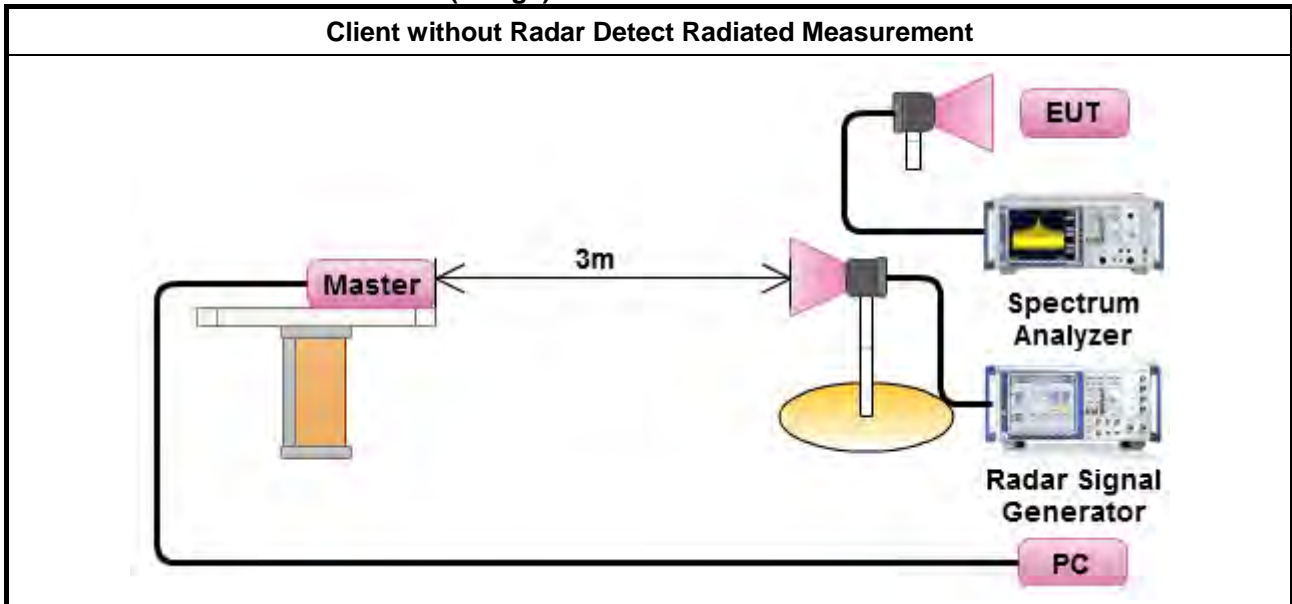 Client without Radar Detect Radiated Measurement
EUT
3m
Master
Spectrum
Analyzer
Radar Signal
Generator
PC